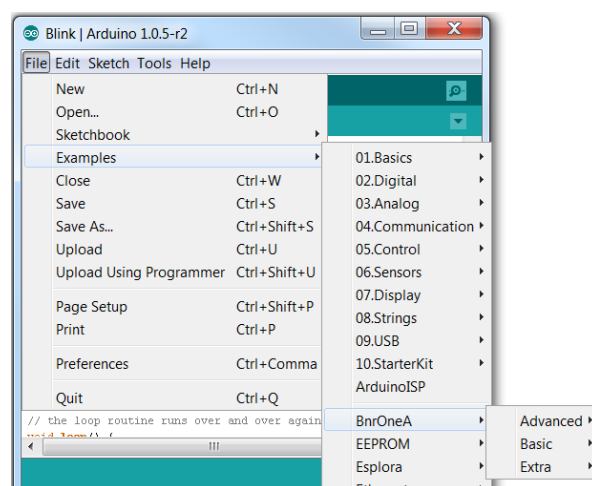 Blink | Arduino 1.0.5-r2
File Edit Sketch Tools Help
New Ctrl+N
Open... Ctrl+O
Sketchbook
Examples
Close Ctrl+W
Save Ctrl+S
Save As... Ctrl+Shift+S
Upload Ctrl+U
Upload Using Programmer Ctrl+Shift+U
Page Setup Ctrl+Shift+P
Print Ctrl+P
Preferences Ctrl+Comma
Quit Ctrl+Q
// the loop routine runs over and over again
void loop() {
01.Basics
02.Digital
03.Analog
04.Communication
05.Control
06.Sensors
07.Display
08.Strings
09.USB
10.StarterKit
ArduinoISP
BnrOneA
EEPROM
Esplora
Advanced
Basic
Extra